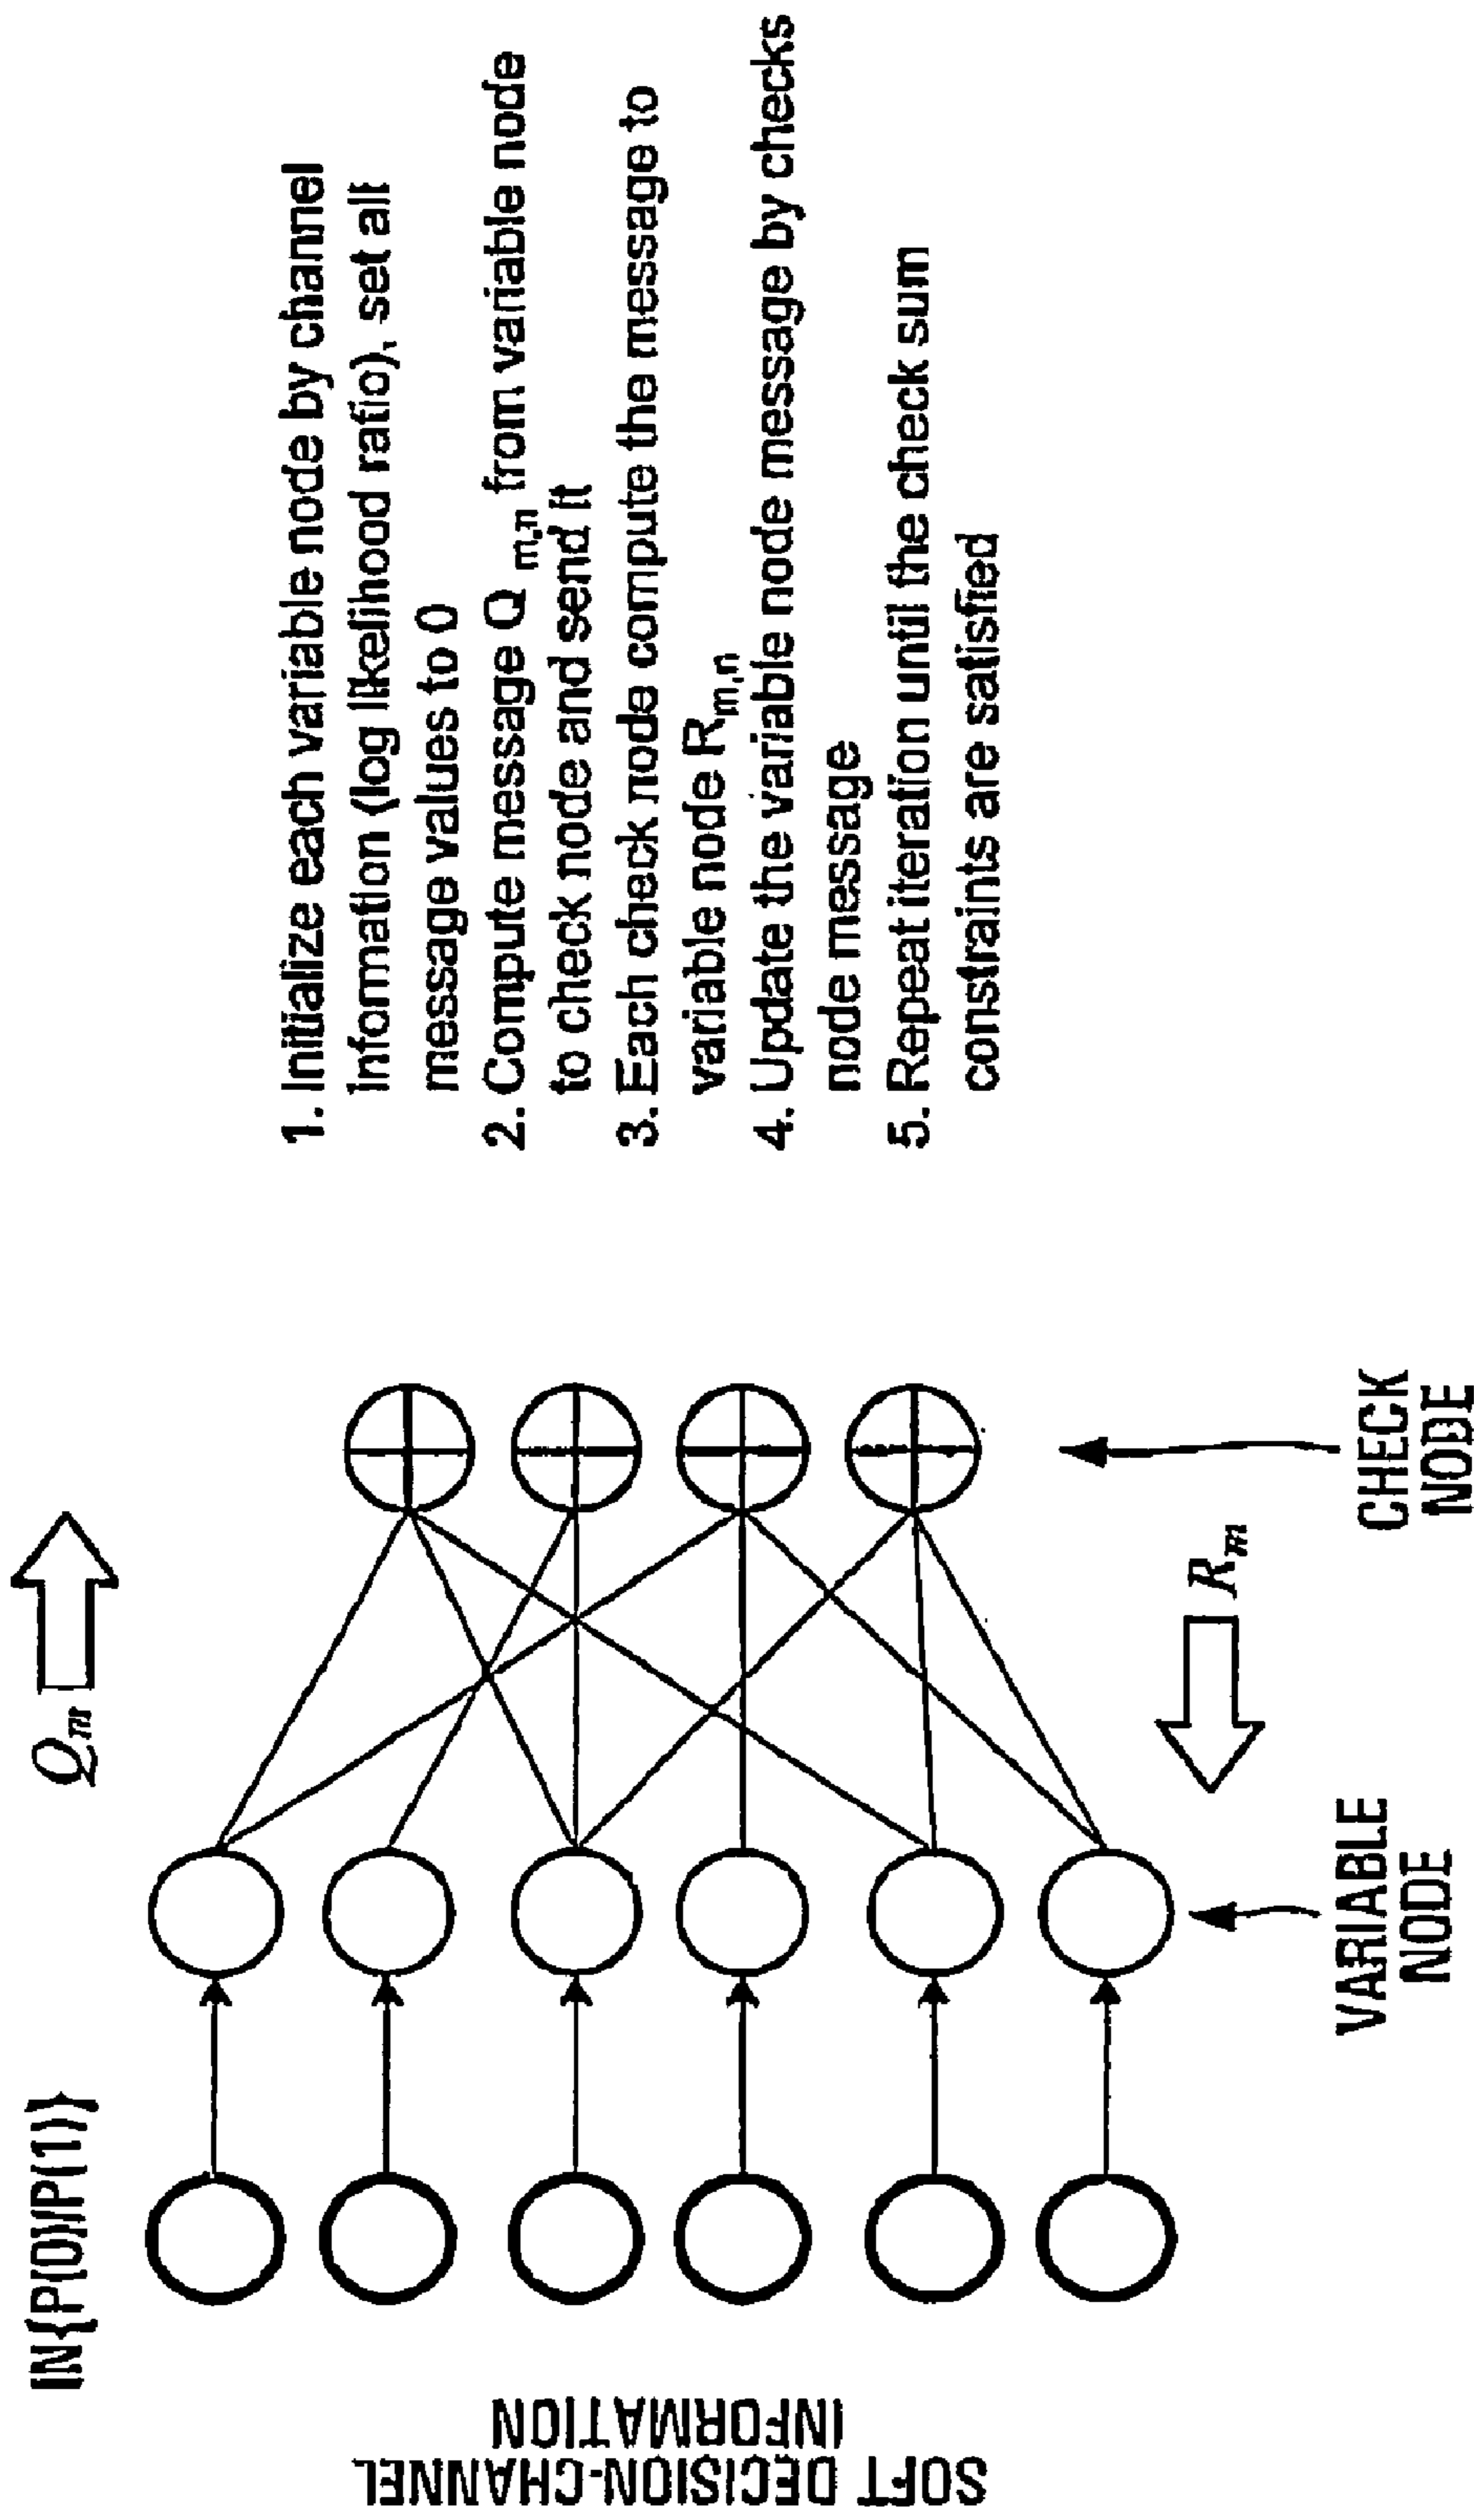 IN{P(0)/P(1)}
Qm
SOFT DECISION-CHANNEL
INFORMATION
Rm
VARIABLE
NODE
CHECK
NODE
1. Initialize each variable node by channel
information (log likelihood ratio), set all
message values to 0
2. Compute message Qm,n from variable node
to check node and send it
3. Each check node compute the message to
variable node Rm,n
4. Update the variable node message by checks
node message
5. Repeat iteration until the check sum
constraints are satisfied